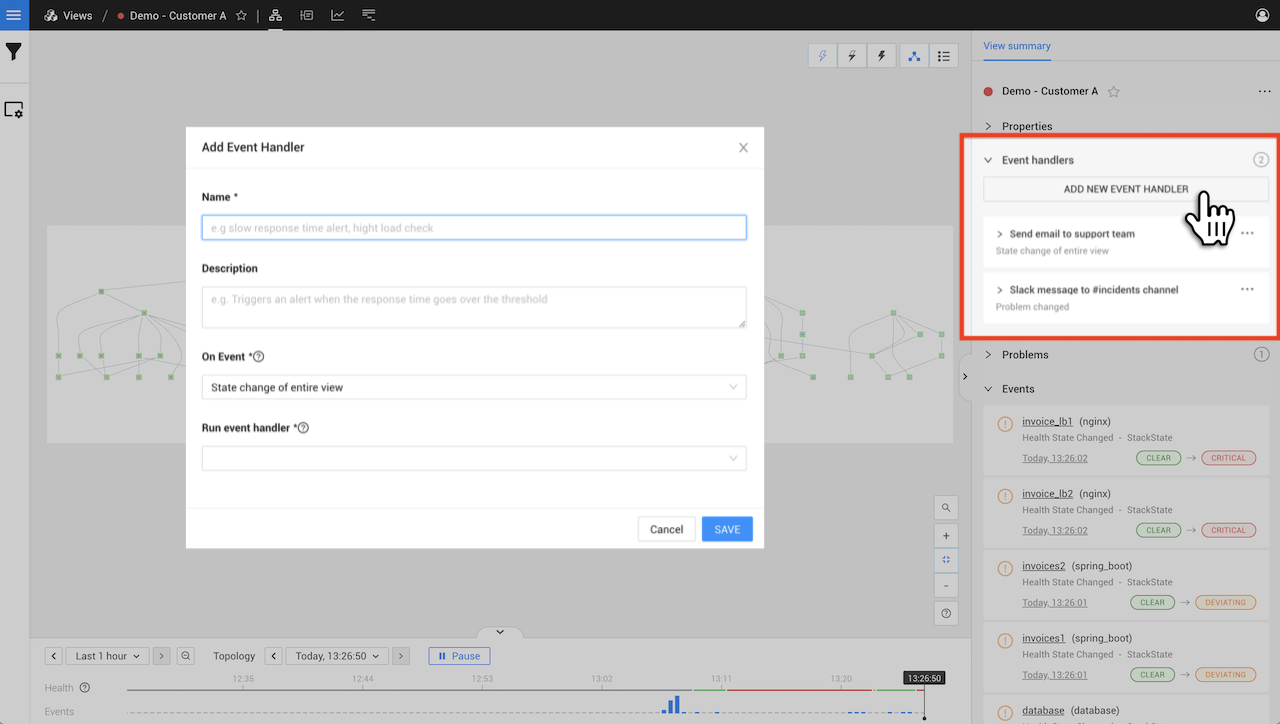 Views / Demo - Customer A
View summary
Demo - Customer A
Properties
Event handlers 2
ADD NEW EVENT HANDLER
Send email to support team
State change of entire view
Slack message to #incidents channel
Problem changed
Problems 1
Events
invoice_lb1 (nginx)
Health State Changed - StackState
Today, 13:26:02 CLEAR → CRITICAL
invoice_lb2 (nginx)
Health State Changed - StackState
Today, 13:26:02 CLEAR → CRITICAL
invoices2 (spring_boot)
Health State Changed - StackState
Today, 13:26:01 CLEAR → DEVIATING
invoices1 (spring_boot)
Health State Changed - StackState
Today, 13:26:01 CLEAR → DEVIATING
database (database)
Add Event Handler
Name *
e.g slow response time alert, hight load check
Description
e.g. Triggers an alert when the response time goes over the threshold
On Event *
State change of entire view
Run event handler *
Cancel SAVE
Last 1 hour Topology Today, 13:26:50 Pause
12:35 12:44 12:53 13:02 13:11 13:20 13:26:50
Health
Events